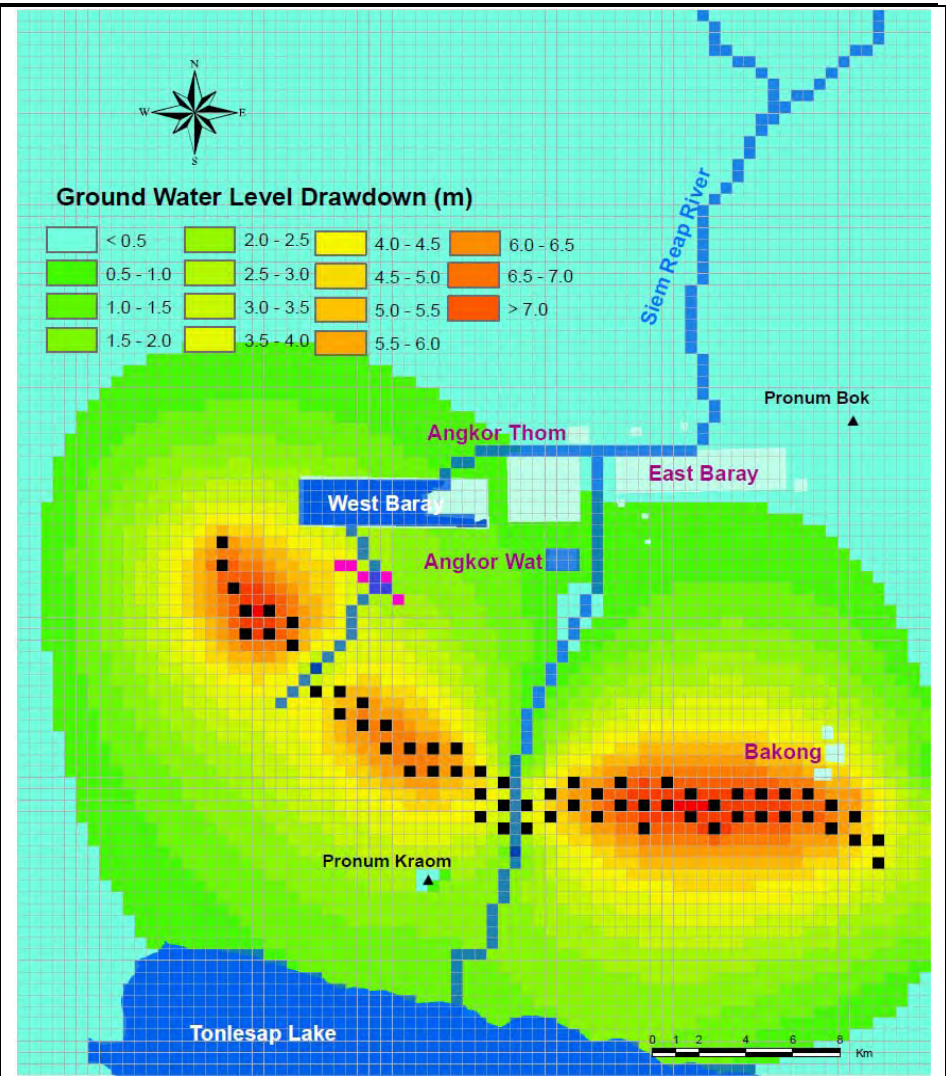 N
W E
S
Ground Water Level Drawdown (m)
< 0.5
0.5 - 1.0
1.0 - 1.5
1.5 - 2.0
2.0 - 2.5
2.5 - 3.0
3.0 - 3.5
3.5 - 4.0
4.0 - 4.5
4.5 - 5.0
5.0 - 5.5
5.5 - 6.0
6.0 - 6.5
6.5 - 7.0
> 7.0
Siem Reap River
Pronum Bok
Angkor Thom
East Baray
West Baray
Angkor Wat
Bakong
Pronum Kraom
Tonlesap Lake
0 1 2 4 6 8
Km